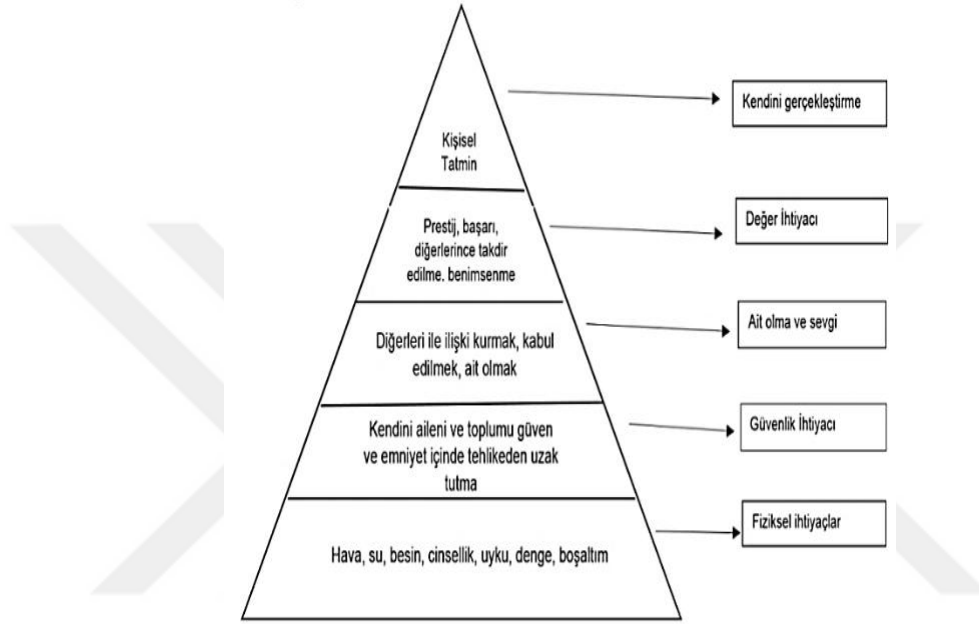 Kişisel
Tatmin
Kendini gerçekleştirme
Prestij, başarı,
diğerlerince takdir
edilme. benimsenme
Değer İhtiyacı
Diğerleri ile ilişki kurmak, kabul
edilmek, ait olmak
Ait olma ve sevgi
Kendini aileni ve toplumu güven
ve emniyet içinde tehlikeden uzak
tutma
Güvenlik İhtiyacı
Hava, su, besin, cinsellik, uyku, denge, boşaltım
Fiziksel ihtiyaçlar